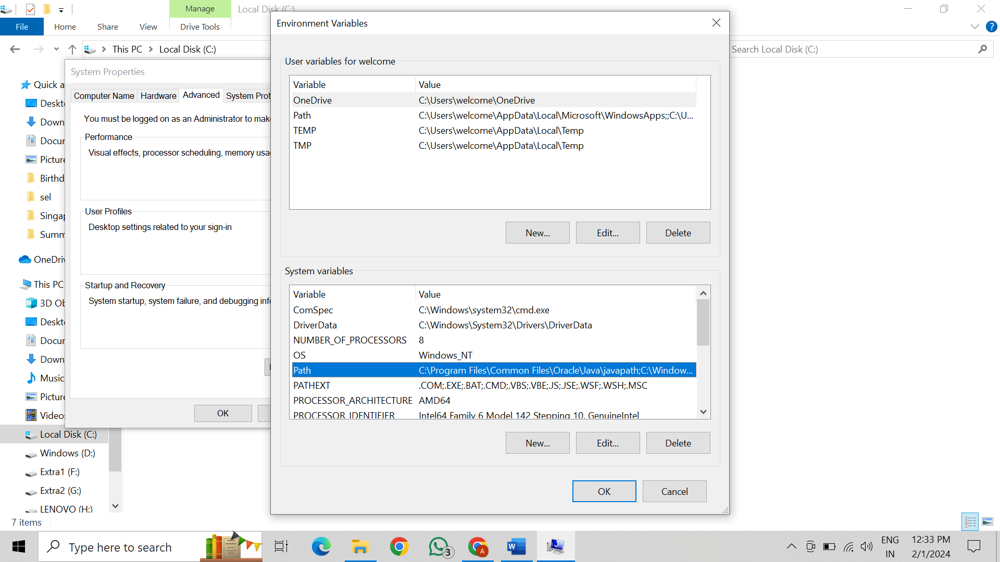 Manage
Local Disk (C:)
File
Home
Share
View
Drive Tools
?
This PC
Local Disk (C:)
Search Local Disk (C:)
Quick a
Deskt
Down
Docur
Picture
Birthd
sel
Singap
Summ
OneDriv
This PC
3D Ob
Deskt
Docur
Down
Music
Picture
Videos
Local Disk (C:)
Windows (D:)
Extra1 (F:)
Extra2 (G:)
LENOVO (H:)
7 items
System Properties
Computer Name
Hardware
Advanced
System Prot
You must be logged on as an Administrator to make
Performance
Visual effects, processor scheduling, memory usag
User Profiles
Desktop settings related to your sign-in
Startup and Recovery
System startup, system failure, and debugging info
OK
Environment Variables
User variables for welcome
Variable Value
OneDrive C:\Users\welcome\OneDrive
Path C:\Users\welcome\AppData\Local\Microsoft\WindowsApps;;C:\U...
TEMP C:\Users\welcome\AppData\Local\Temp
TMP C:\Users\welcome\AppData\Local\Temp
New... Edit... Delete
System variables
Variable Value
ComSpec C:\Windows\system32\cmd.exe
DriverData C:\Windows\System32\Drivers\DriverData
NUMBER_OF_PROCESSORS 8
OS Windows_NT
Path C:\Program Files\Common Files\Oracle\Java\javapath;C:\Window...
PATHEXT .COM;.EXE;.BAT;.CMD;.VBS;.VBE;.JS;.JSE;.WSF;.WSH;.MSC
PROCESSOR_ARCHITECTURE AMD64
PROCESSOR_IDENTIFIER Intel64 Family 6 Model 142 Stepping 10, GenuineIntel
New... Edit... Delete
OK Cancel
Type here to search
3
A
W
ENG
IN
12:33 PM
2/1/2024